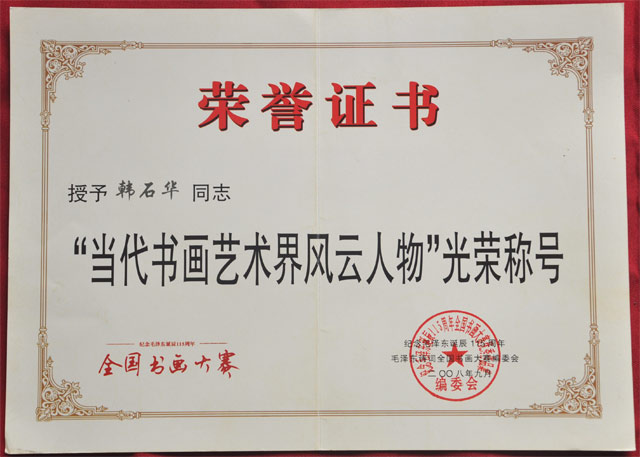 荣誉证书
授予 韩石华 同志
“当代书画艺术界风云人物”光荣称号
纪念毛泽东诞辰115周年
全国书画大赛
纪念毛泽东诞辰115周年
毛泽东诗词全国书画大赛组委会
二〇〇八年九月
编委会